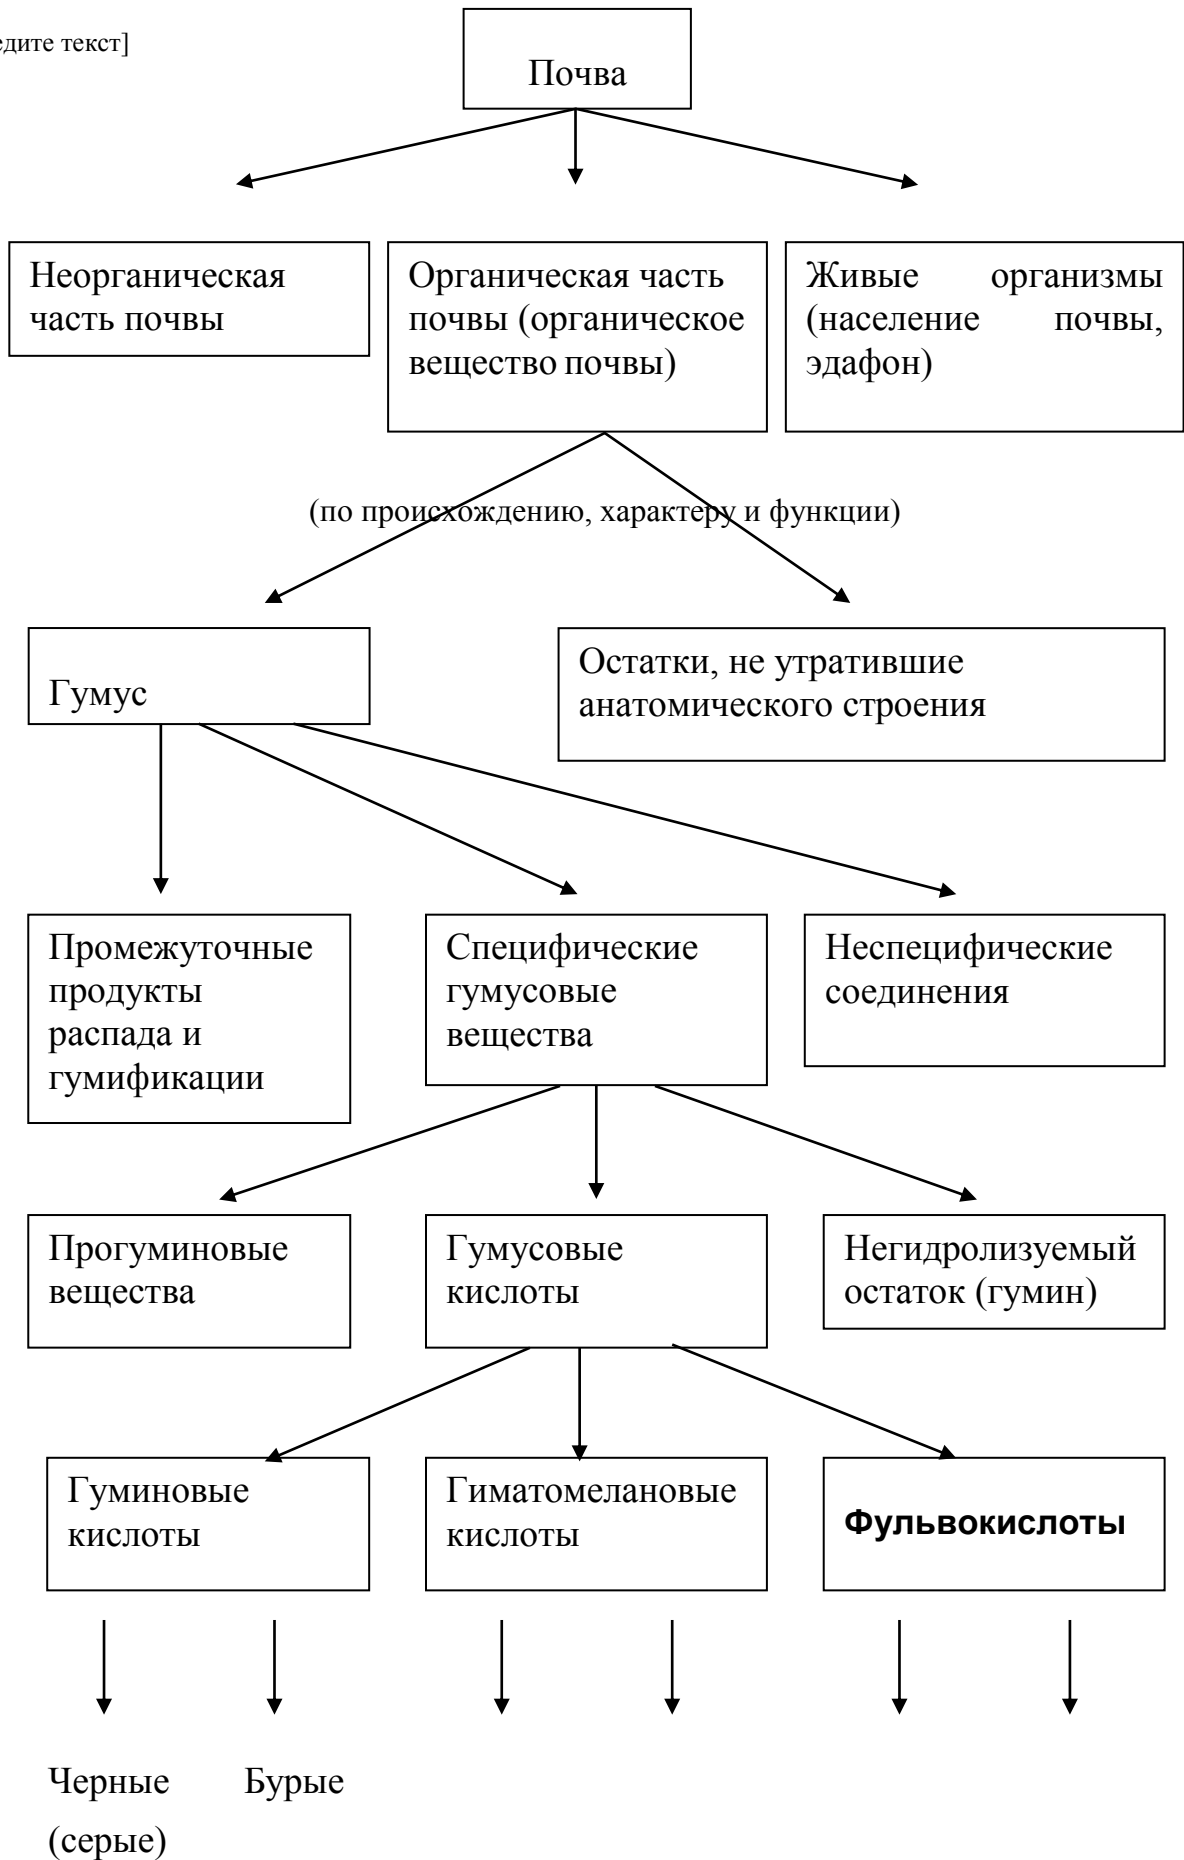 едите текст]
Почва
Неорганическая
часть почвы
Органическая часть
почвы (органическое
вещество почвы)
Живые организмы
(население почвы,
эдафон)
(по происхождению, характеру и функции)
Гумус
Остатки, не утратившие
анатомического строения
Промежуточные
продукты
распада и
гумификации
Специфические
гумусовые
вещества
Неспецифические
соединения
Прогуминовые
вещества
Гумусовые
кислоты
Негидролизуемый
остаток (гумин)
Гуминовые
кислоты
Гиматомелановые
кислоты
Фульвокислоты
Черные Бурые
(серые)